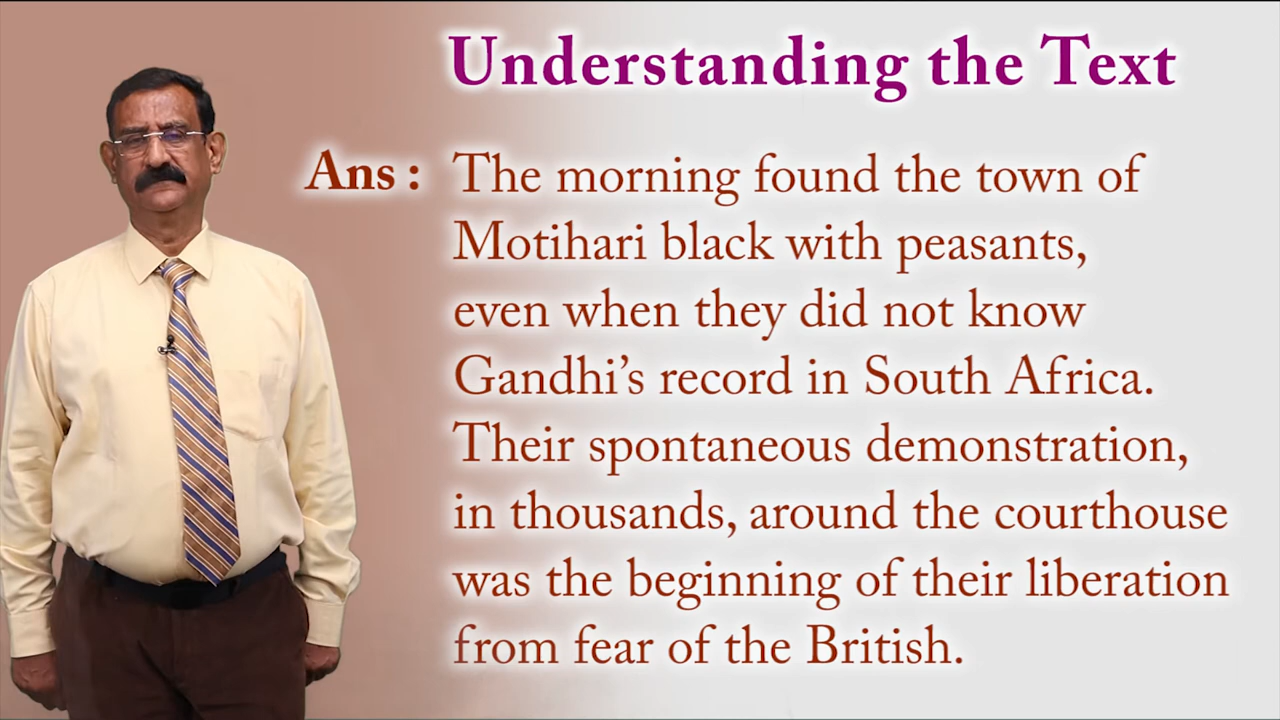 Understanding the Text
Ans : The morning found the town of
Motihari black with peasants,
even when they did not know
Gandhi’s record in South Africa.
Their spontaneous demonstration,
in thousands, around the courthouse
was the beginning of their liberation
from fear of the British.